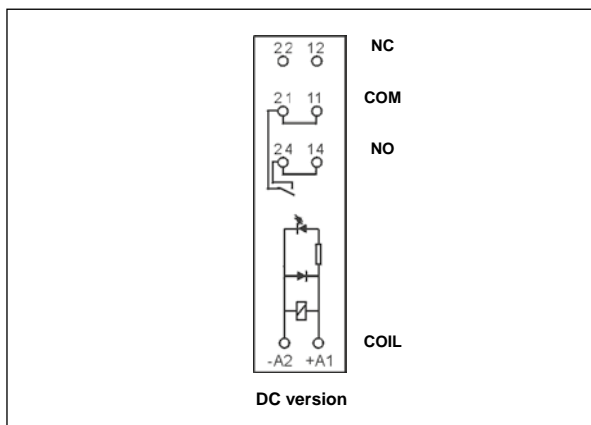 22 12 NC
21 11 COM
24 14 NO
COIL
-A2 +A1
DC version